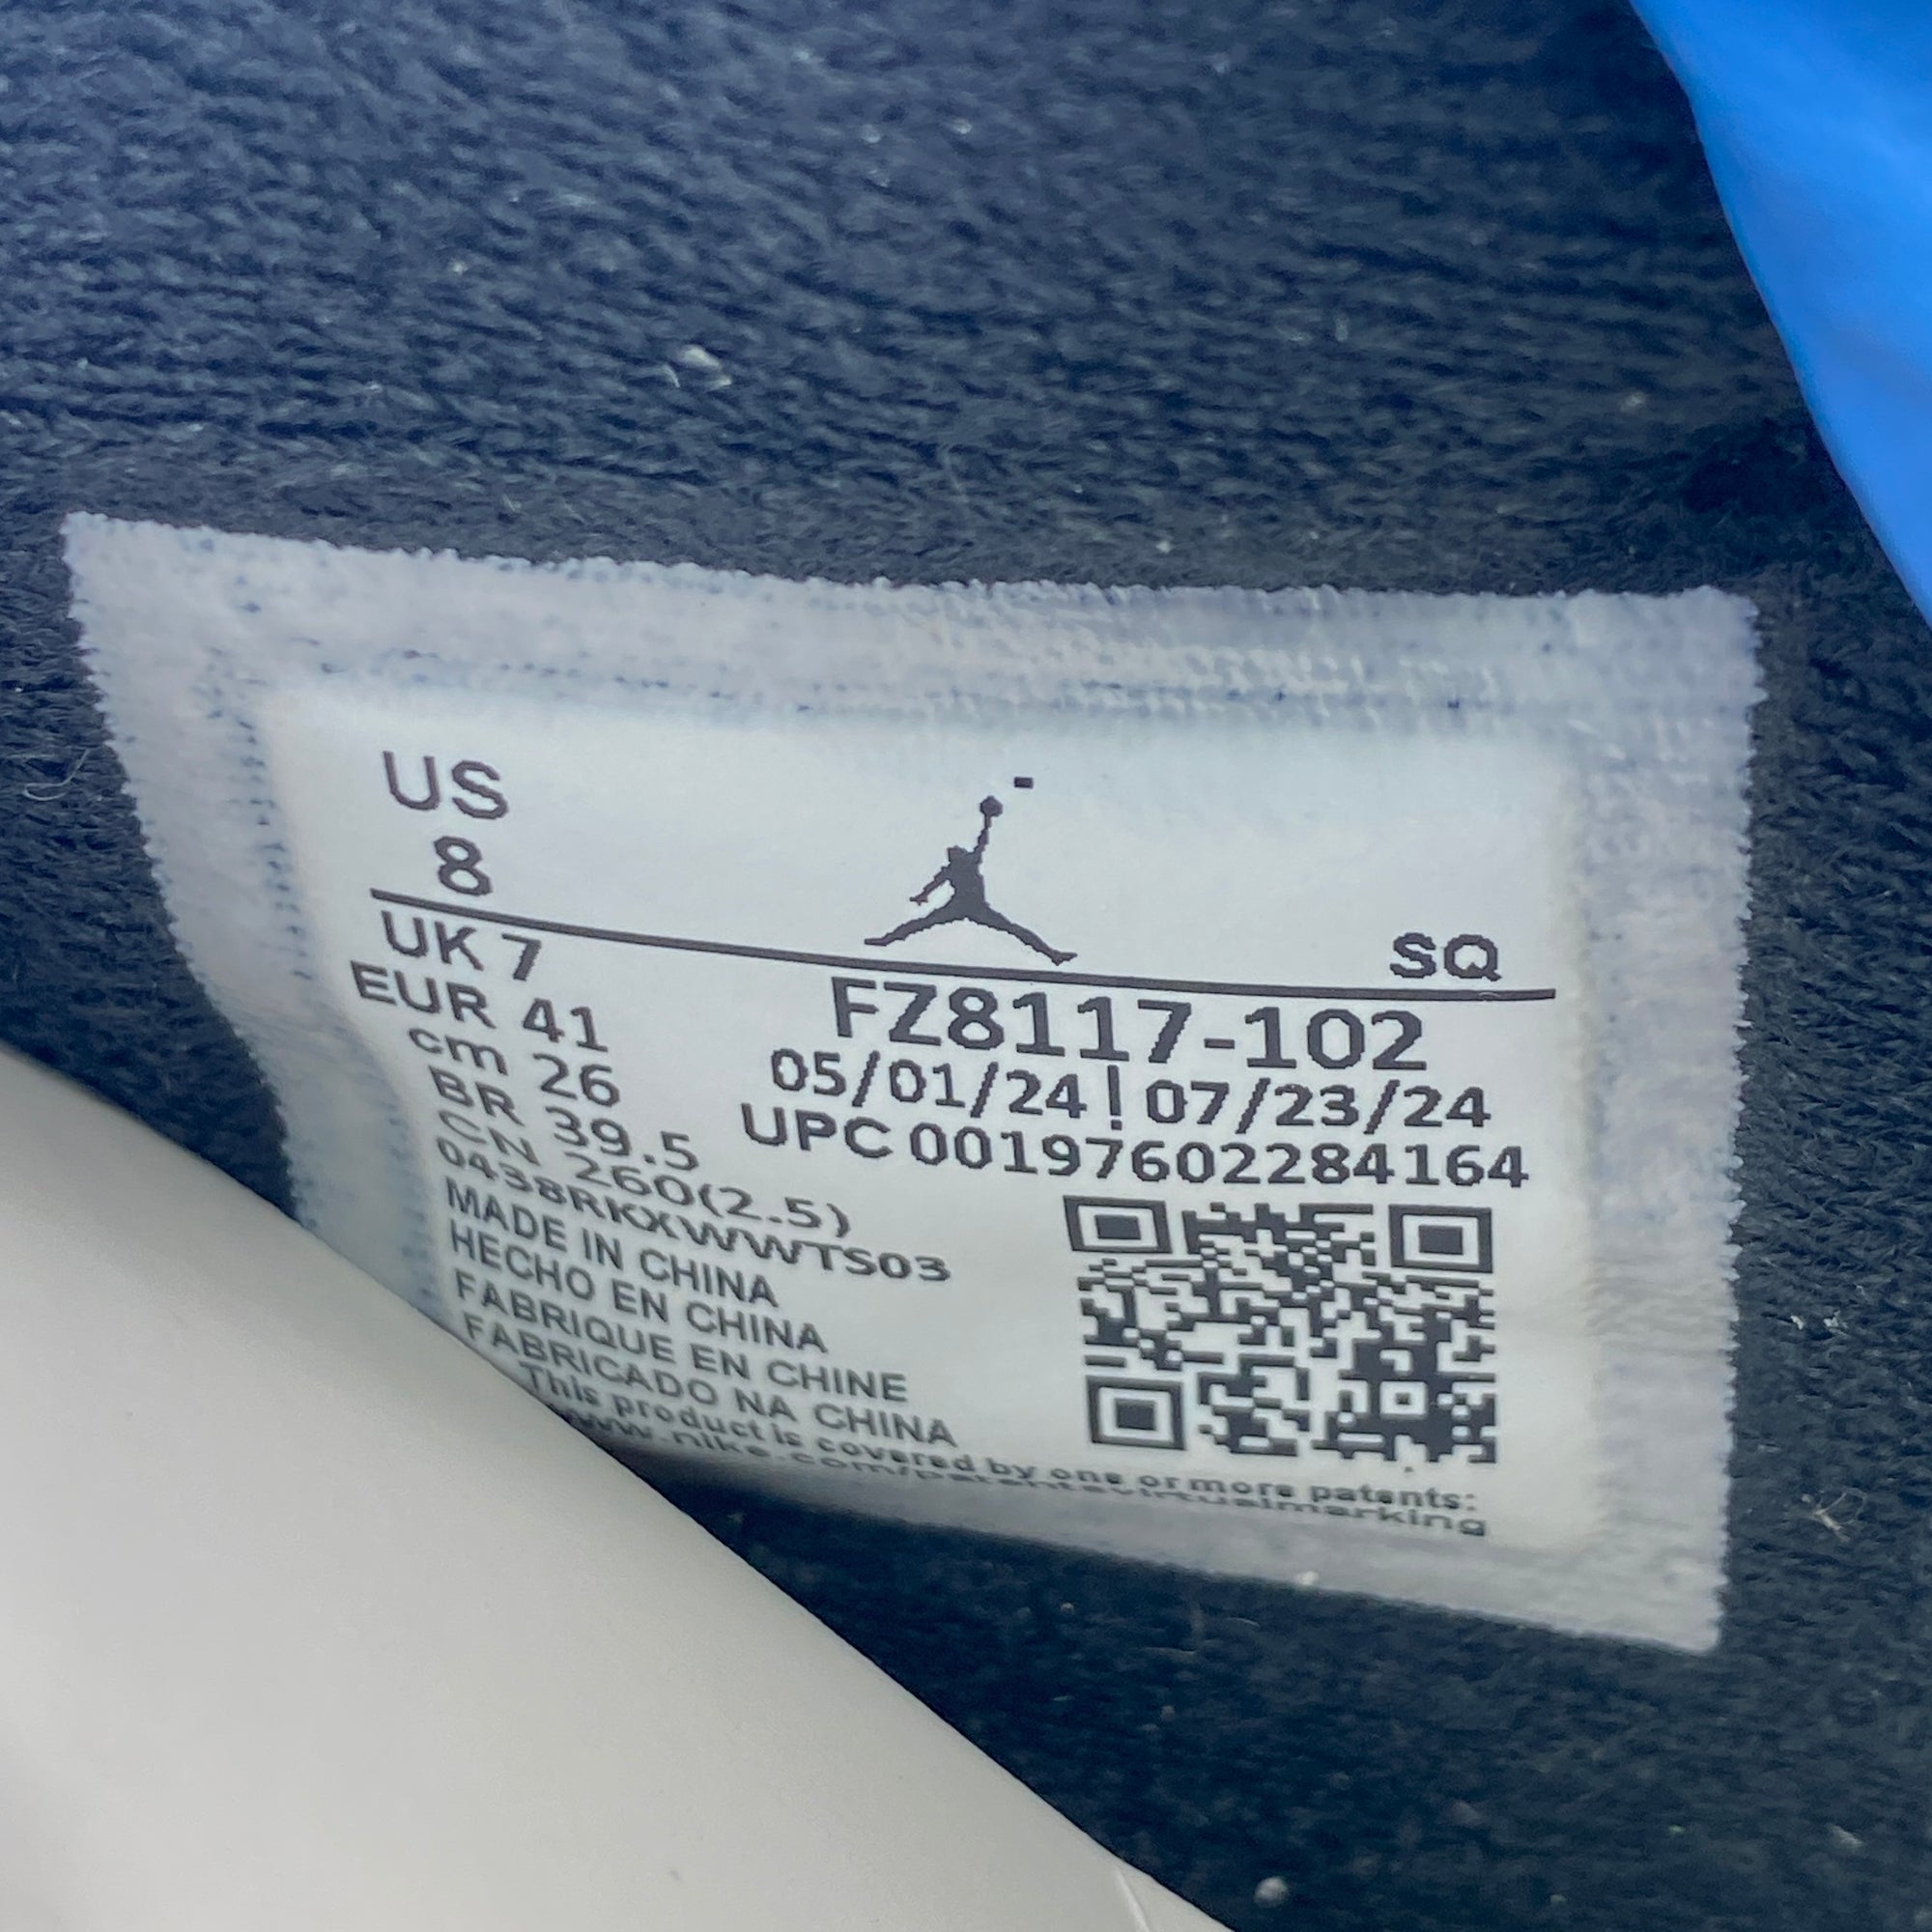 US
8
SQ
UK 7
EUR 41
cm 26
BR 39.5
CN 260(2.5)
0438RKXWWTS03
FZ8117-102
05/01/24 ! 07/23/24
UPC 00197602284164
MADE IN CHINA
HECHO EN CHINA
FABRIQUE EN CHINE
FABRICADO NA CHINA
This product is covered by one or more patents:
www.nike.com/patentsvirtualmarking